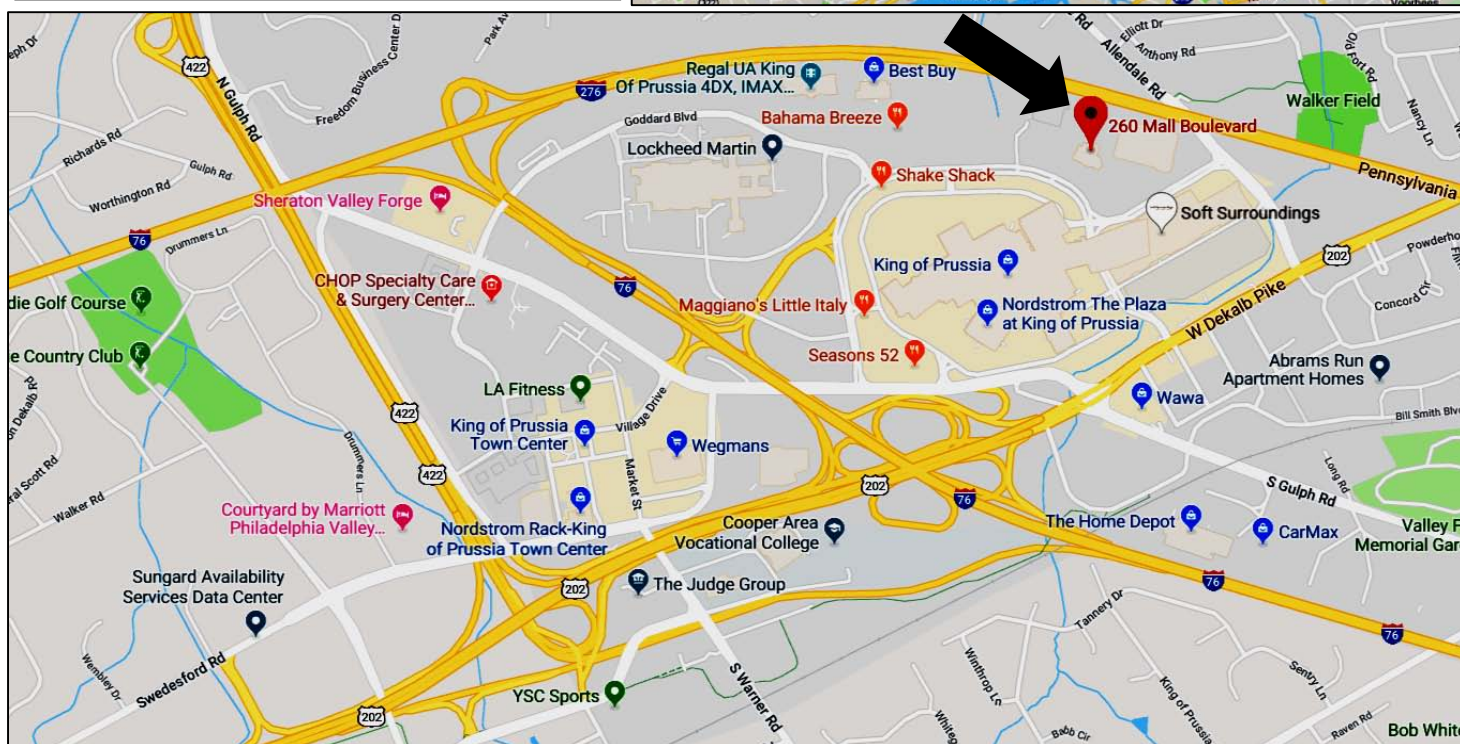 Allendale Rd
Elliott Dr
Anthony Rd
Fort Rd
Nancy Ln
Park Av
422
N Gulph Rd
Freedom Business Center D
276
Regal UA King
Of Prussia 4DX, IMAX...
Best Buy
Walker Field
Goddard Blvd
Bahama Breeze
260 Mall Boulevard
Richards Rd
Gulph Rd
Lockheed Martin
Shake Shack
Pennsylvania
Worthington Rd
Sheraton Valley Forge
Soft Surroundings
76
Drummers Ln
202
King of Prussia
CHOP Specialty Care
& Surgery Center...
76
die Golf Course
Maggiano's Little Italy
Nordstrom The Plaza
at King of Prussia
W Dekalb Pike
Concord Cir
e Country Club
Seasons 52
Abrams Run
Apartment Homes
LA Fitness
Wawa
422
Village Drive
Bill Smith Blv
King of Prussia
Town Center
Wegmans
Market St
Drummers Ln
422
202
Long Rd
S Gulph Rd
76
Walker Rd
Courtyard by Marriott
Philadelphia Valley...
Nordstrom Rack-King
of Prussia Town Center
Cooper Area
Vocational College
The Home Depot
CarMax
Valley F
Memorial Gar
Sungard Availability
Services Data Center
202
The Judge Group
76
Tannery Dr
76
Wembley Dr
Swedesford Rd
YSC Sports
S Warner Rd
Winthrop Ln
Sentry Ln
King of Prussia
202
Babb Cir
Raven Rd
Bob White